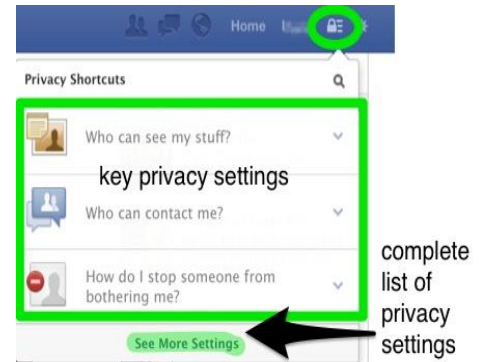 Home
Privacy Shortcuts
Who can see my stuff?
key privacy settings
Who can contact me?
How do I stop someone from
bothering me?
See More Settings
complete
list of
privacy
settings